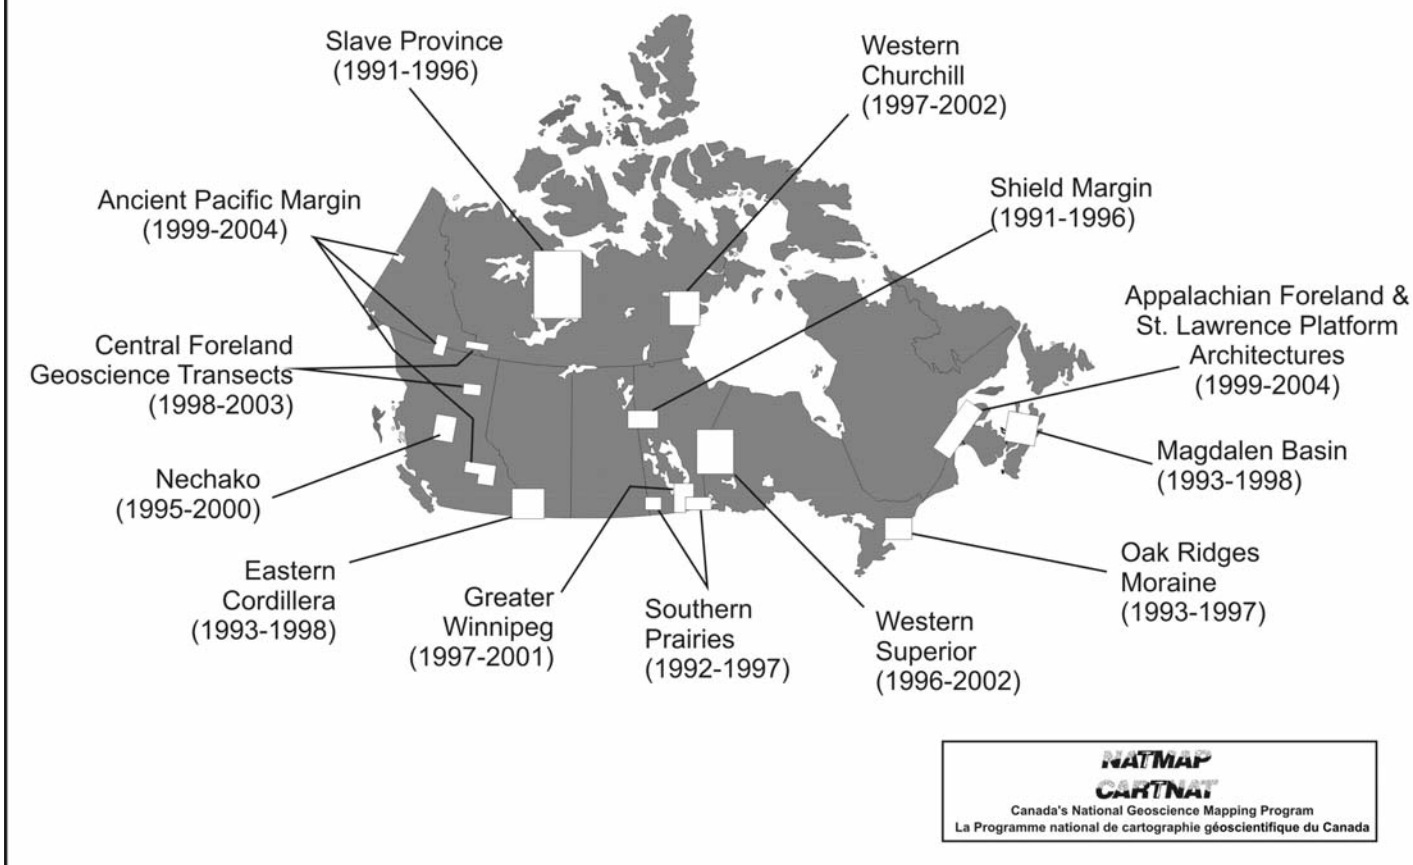 Slave Province
(1991-1996)
Western
Churchill
(1997-2002)
Ancient Pacific Margin
(1999-2004)
Shield Margin
(1991-1996)
Appalachian Foreland &
St. Lawrence Platform
Architectures
(1999-2004)
Central Foreland
Geoscience Transects
(1998-2003)
Magdalen Basin
(1993-1998)
Nechako
(1995-2000)
Oak Ridges
Moraine
(1993-1997)
Eastern
Cordillera
(1993-1998)
Greater
Winnipeg
(1997-2001)
Southern
Prairies
(1992-1997)
Western
Superior
(1996-2002)
NATMAP
CARTNAT
Canada's National Geoscience Mapping Program
La Programme national de cartographie géoscientifique du Canada